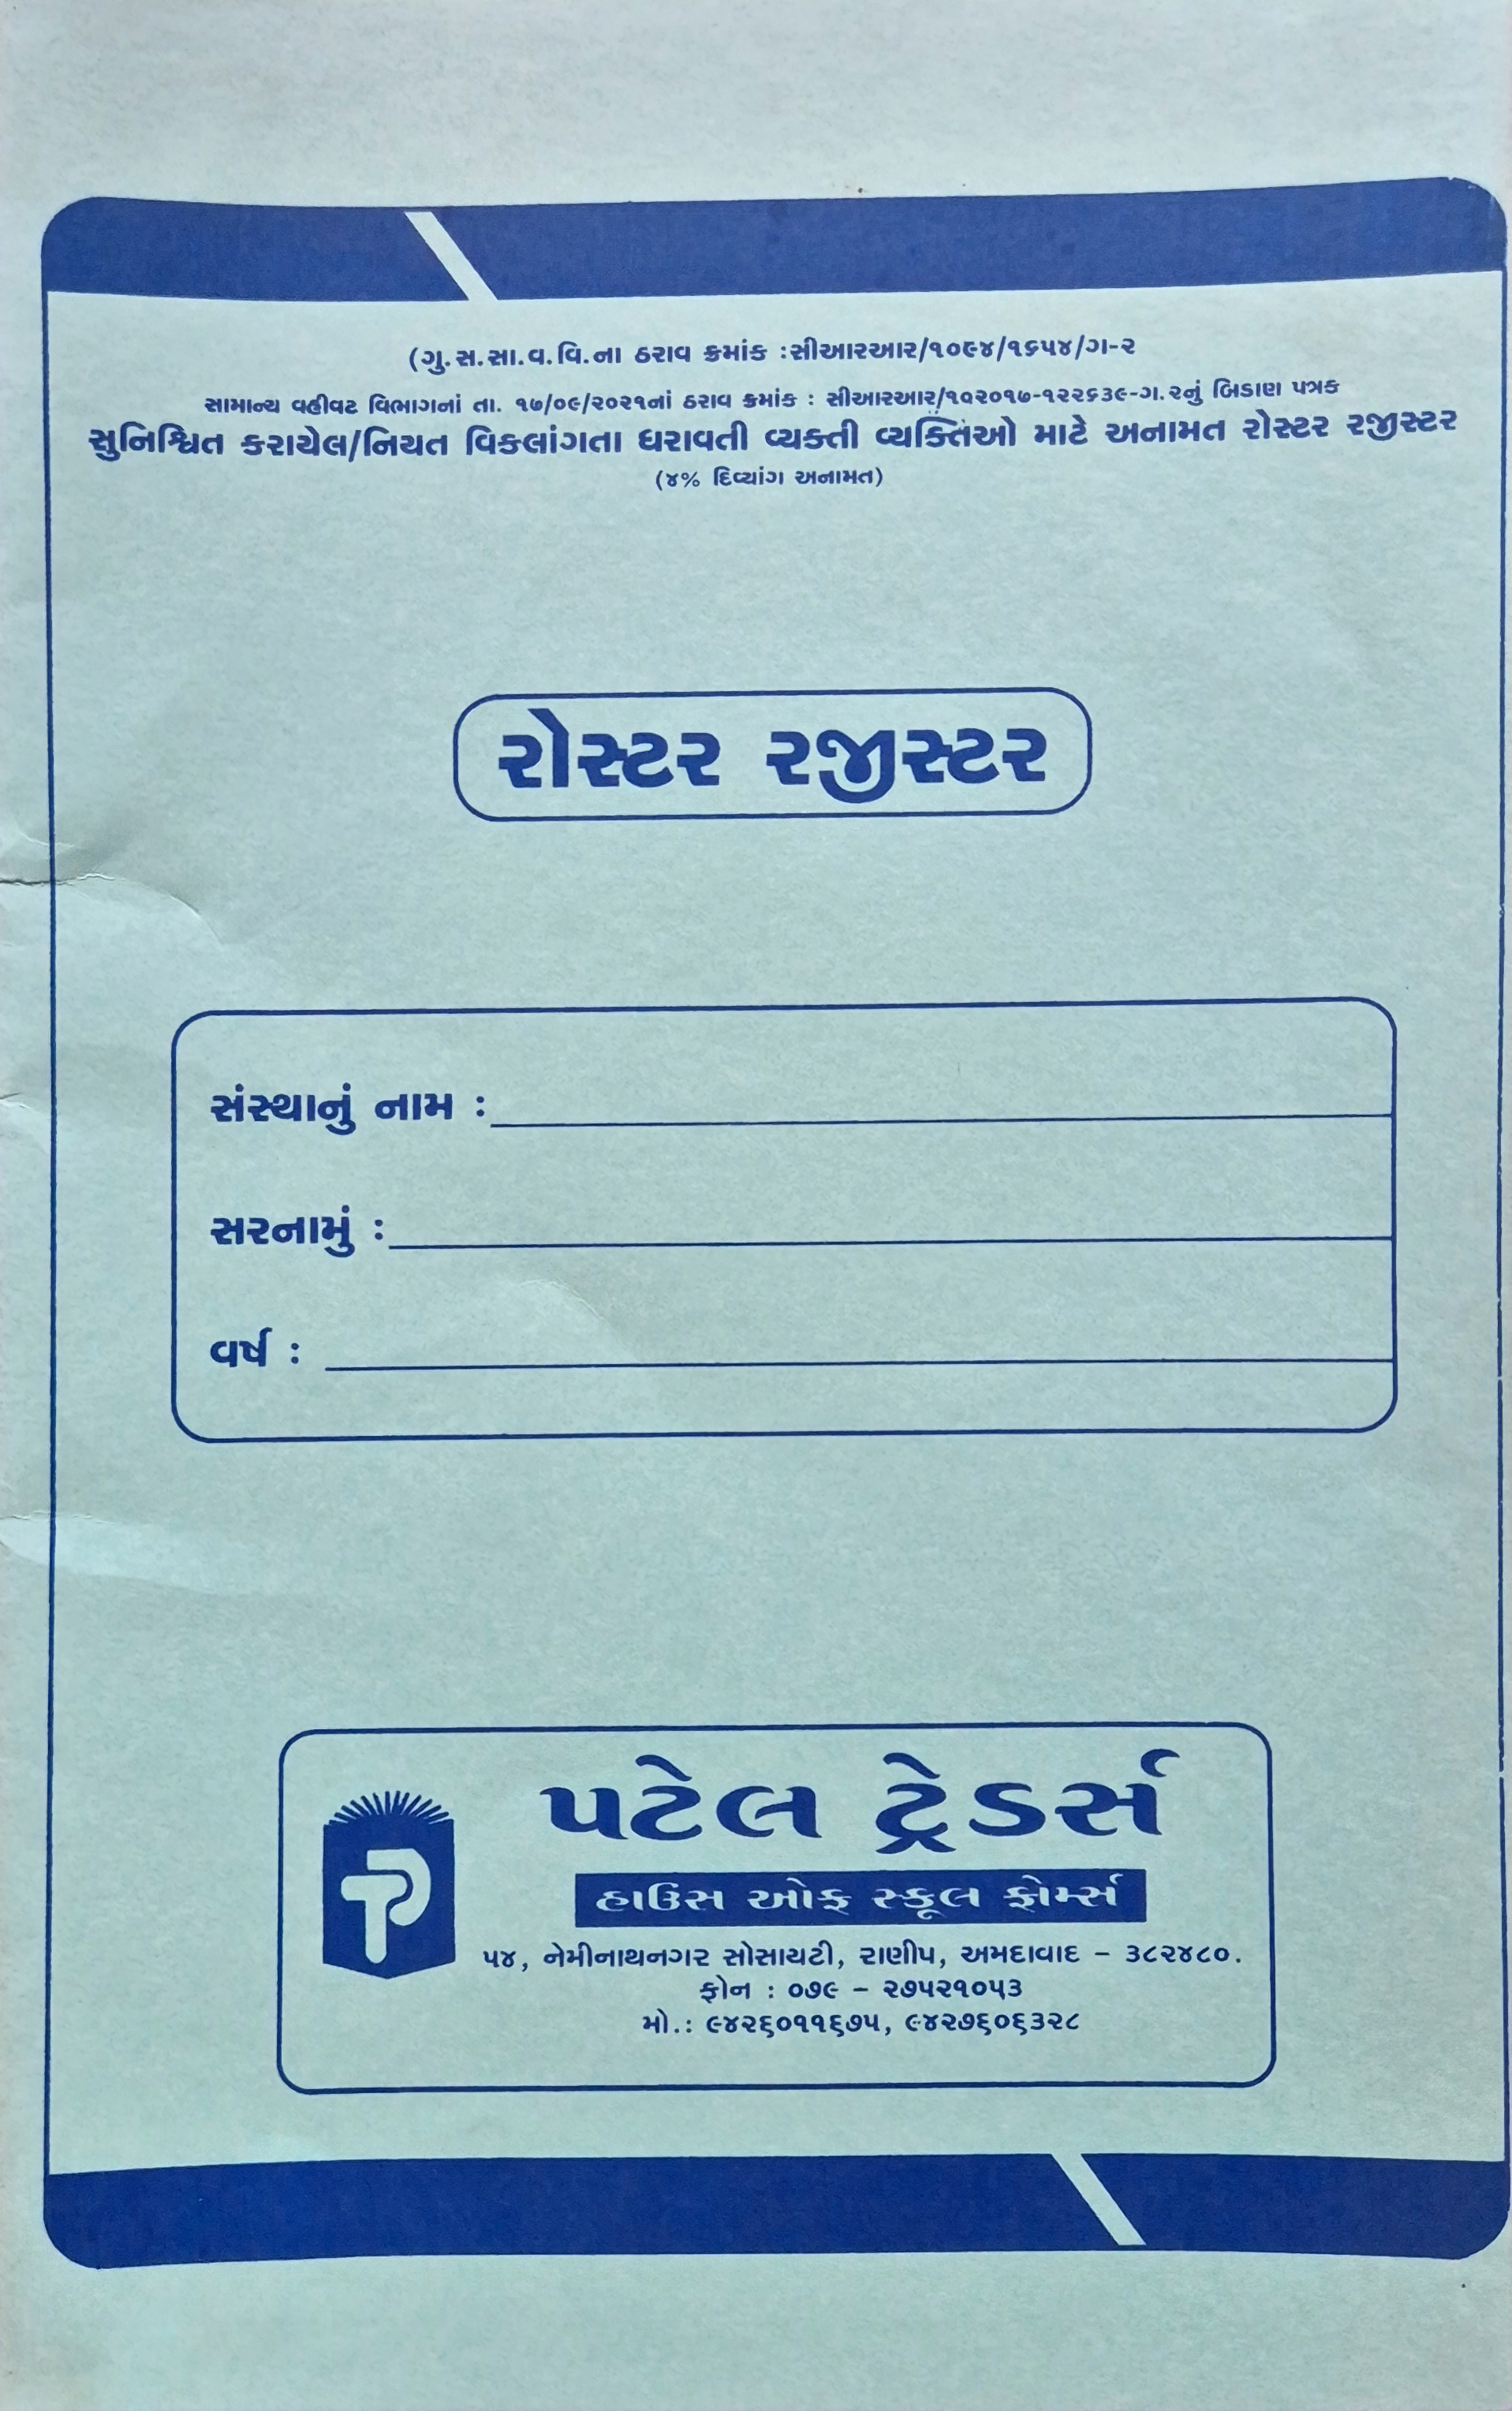 (ગુ.સ.સા.વ.વિ.ના ઠરાવ ક્રમાંક :સીઆરઆર/૧૦૯૪/૧૬૫૪/ગ-૨
સામાન્ય વહીવટ વિભાગનાં તા. ૧૭/૦૯/૨૦૨૧નાં ઠરાવ ક્રમાંક : સીઆરઆર/૧૦૨૦૧૭-૧૨૨૬૩૯-ગ.૨નું બિડાણ પત્રક
સુનિશ્ચિત કરાયેલ/નિયત વિકલાંગતા ધરાવતી વ્યક્તી વ્યક્તિઓ માટે અનામત રોસ્ટર રજીસ્ટર
(૪% દિવ્યાંગ અનામત)
રોસ્ટર રજીસ્ટર
સંસ્થાનું નામ :
સરનામું :
વર્ષ :
પટેલ ટ્રેડર્સ
હાઉસ ઓફ સ્કૂલ ફોર્મ્સ
૫૪, નેમીનાથનગર સોસાયટી, રાણીપ, અમદાવાદ - ૩૮૨૪૮૦.
ફોન : ૦૭૯ - ૨૭૫૨૧૦૫૩
મો.: ૯૪૨૬૦૧૧૬૭૫, ૯૪૨૭૬૦૬૩૨૮